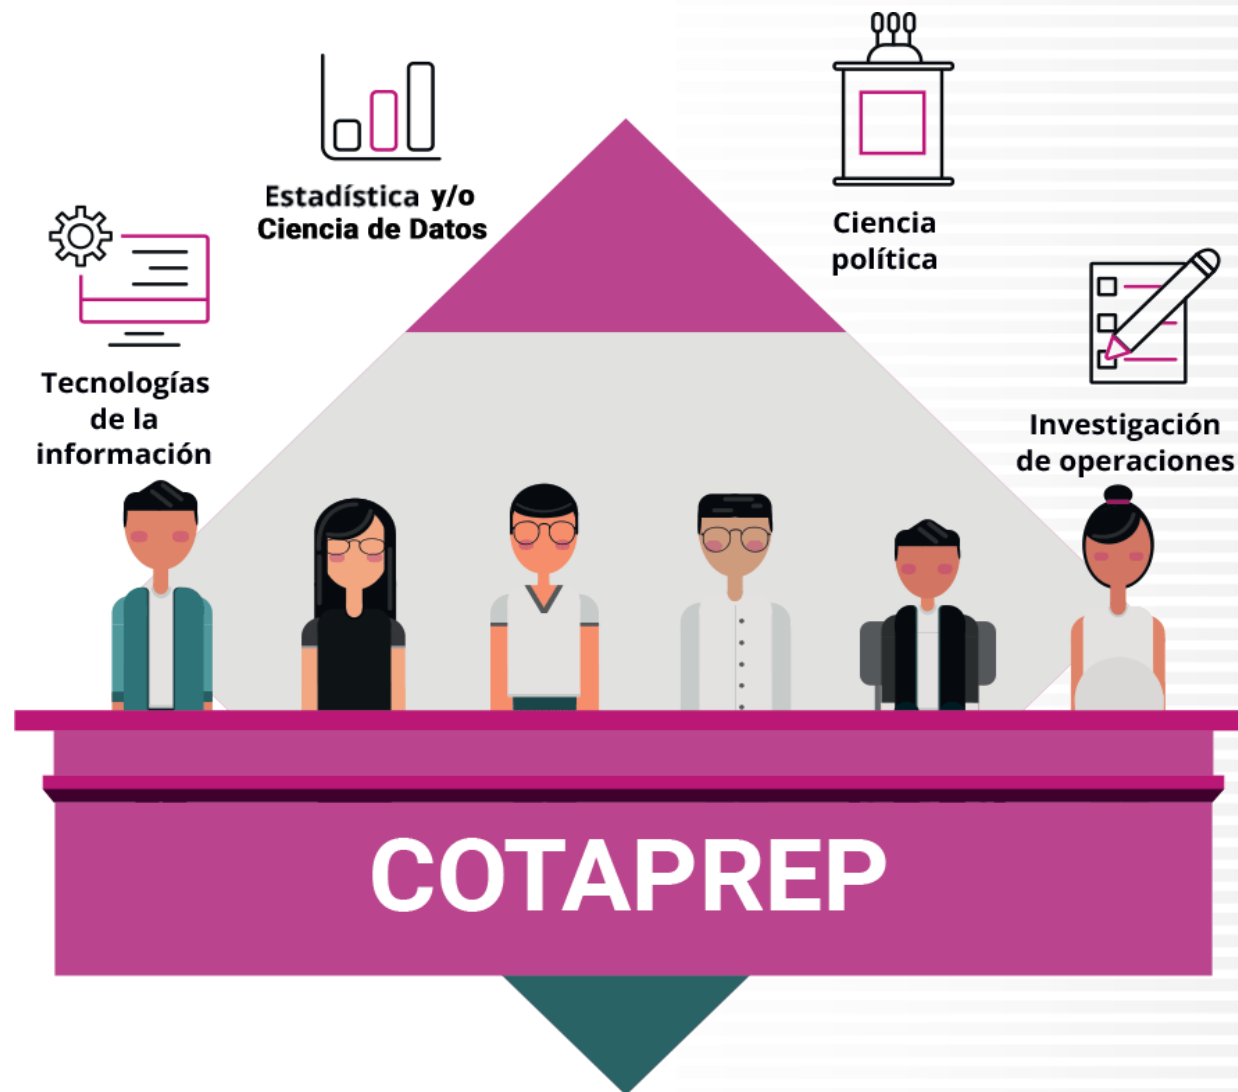 Estadística y/o
Ciencia de Datos
Ciencia
política
Tecnologías
de la
información
Investigación
de operaciones
COTAPREP